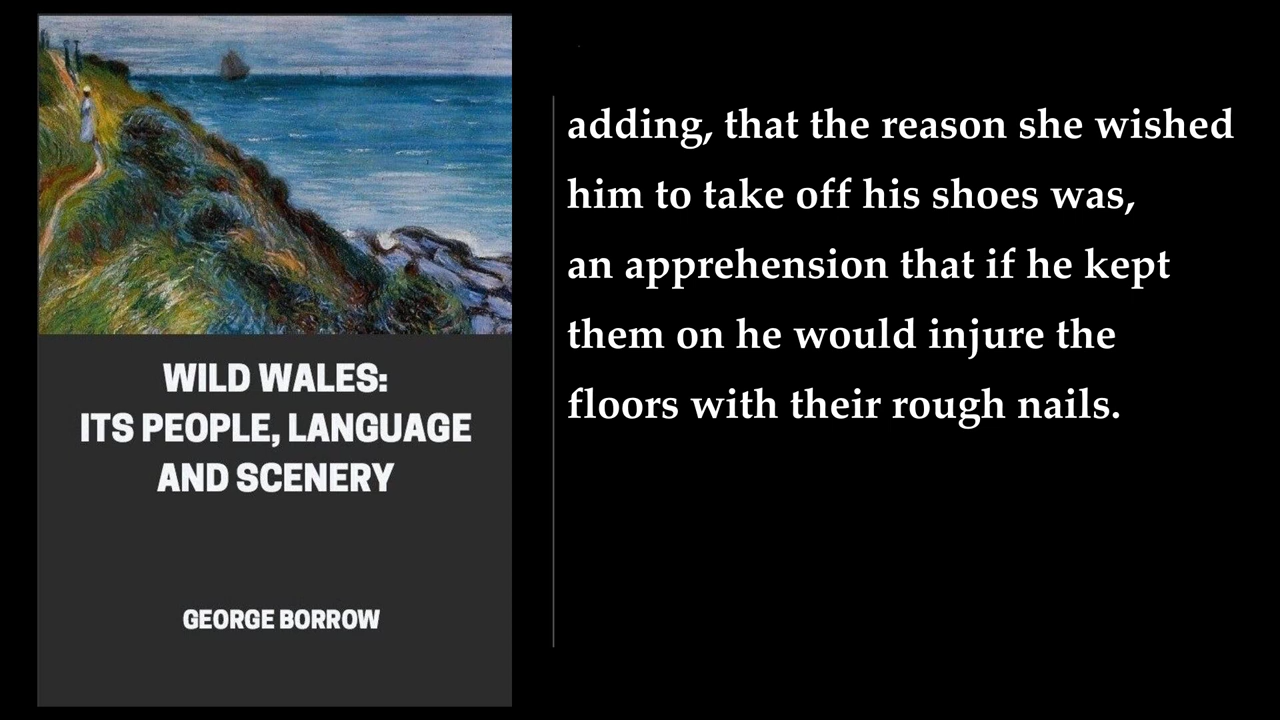 WILD WALES:
ITS PEOPLE, LANGUAGE
AND SCENERY
GEORGE BORROW
adding, that the reason she wished
him to take off his shoes was,
an apprehension that if he kept
them on he would injure the
floors with their rough nails.